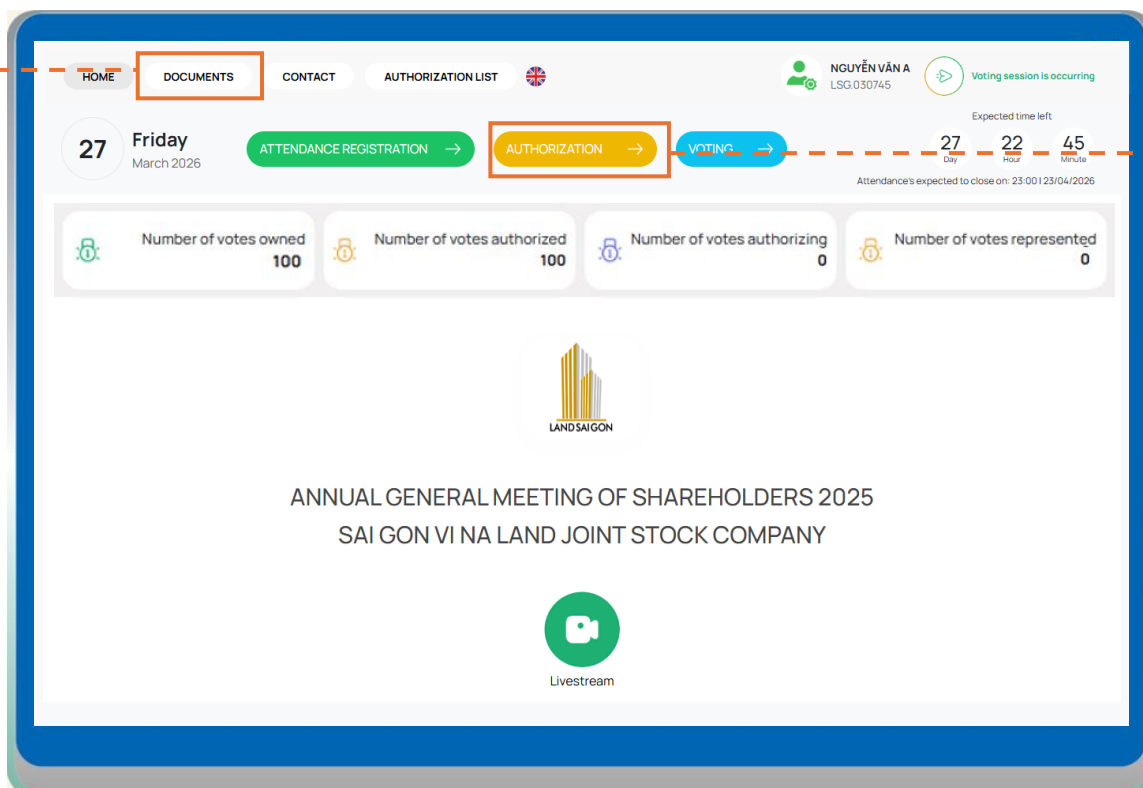 HOME DOCUMENTS CONTACT AUTHORIZATION LIST
NGUYỄN VĂN A
LSG.030745
Voting session is occurring
27
Friday
March 2026
ATTENDANCE REGISTRATION →
AUTHORIZATION →
VOTING →
Expected time left
27 22 45
Day Hour Minute
Attendance's expected to close on: 23:00 | 23/04/2026
Number of votes owned
100
Number of votes authorized
100
Number of votes authorizing
0
Number of votes represented
0
LAND SAIGON
ANNUAL GENERAL MEETING OF SHAREHOLDERS 2025
SAI GON VI NA LAND JOINT STOCK COMPANY
Livestream